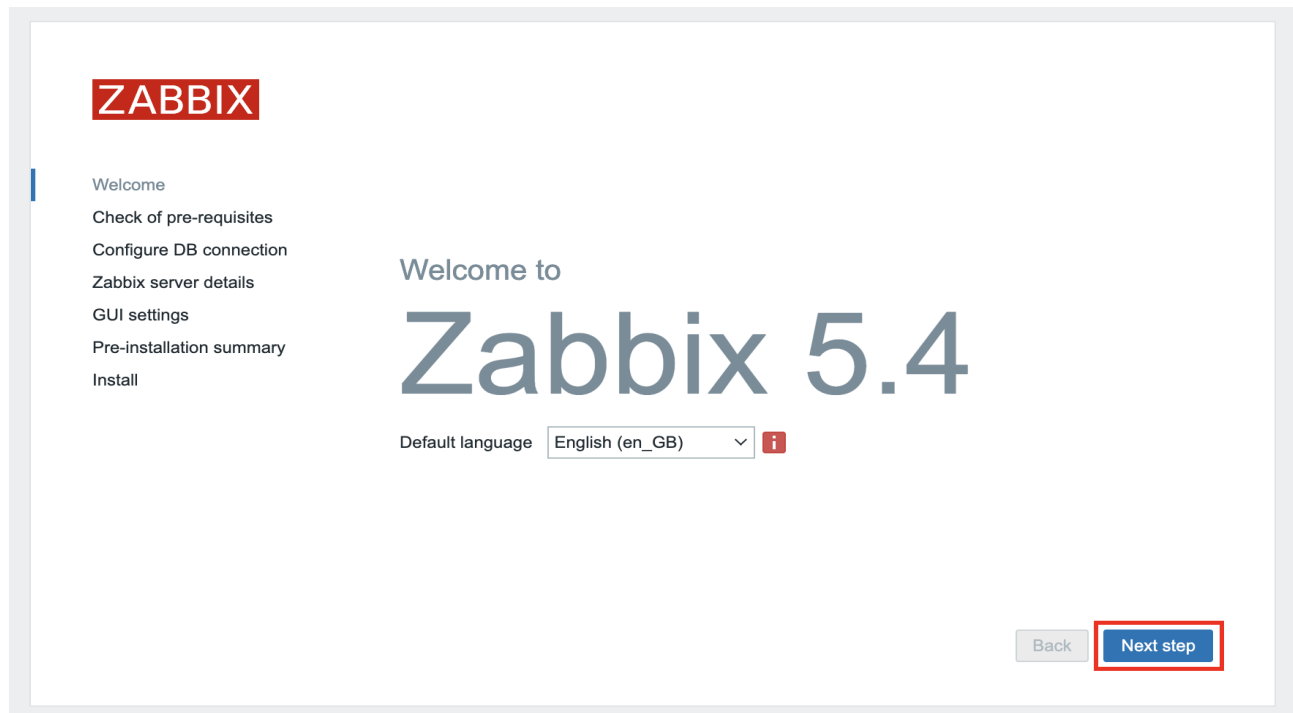 ZABBIX
Welcome
Check of pre-requisites
Configure DB connection
Zabbix server details
GUI settings
Pre-installation summary
Install
Welcome to
Zabbix 5.4
Default language English (en_GB) i
Back Next step